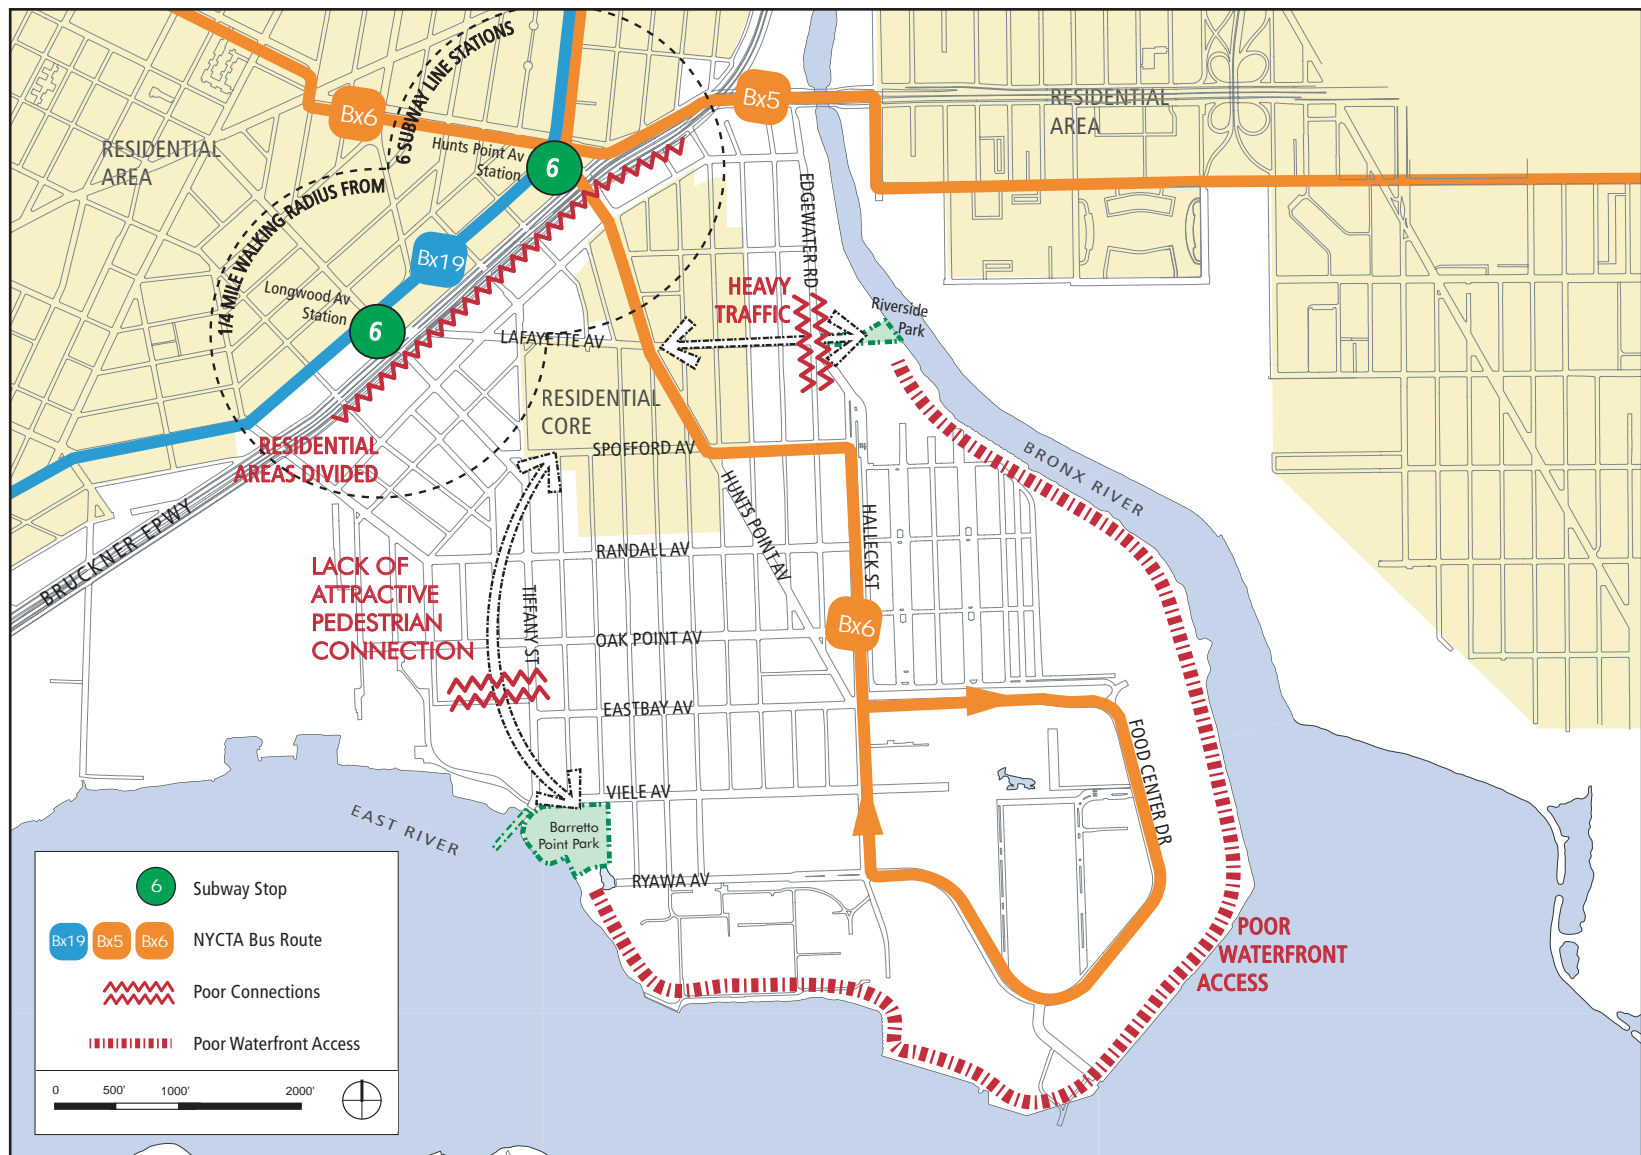 6 SUBWAY LINE STATIONS
1/4 MILE WALKING RADIUS FROM
Bx6
Bx5
RESIDENTIAL
AREA
RESIDENTIAL
AREA
Hunts Point Av
Station
6
Bx19
Longwood Av
Station
6
EDGEWATER RD
HEAVY
TRAFFIC
Riverside
Park
LAFAYETTE AV
RESIDENTIAL
CORE
RESIDENTIAL
AREAS DIVIDED
SPOFFORD AV
BRONX RIVER
HUNTS POINT AV
HALLECK ST
BRUCKNER EPWY
RANDALL AV
LACK OF
ATTRACTIVE
PEDESTRIAN
CONNECTION
TIFFANY ST
OAK POINT AV
Bx6
EASTBAY AV
FOOD CENTER DR
VIELE AV
EAST RIVER
Barretto
Point Park
RYAWA AV
POOR
WATERFRONT
ACCESS
6
Subway Stop
Bx19 Bx5 Bx6
NYCTA Bus Route
Poor Connections
Poor Waterfront Access
0 500' 1000' 2000'